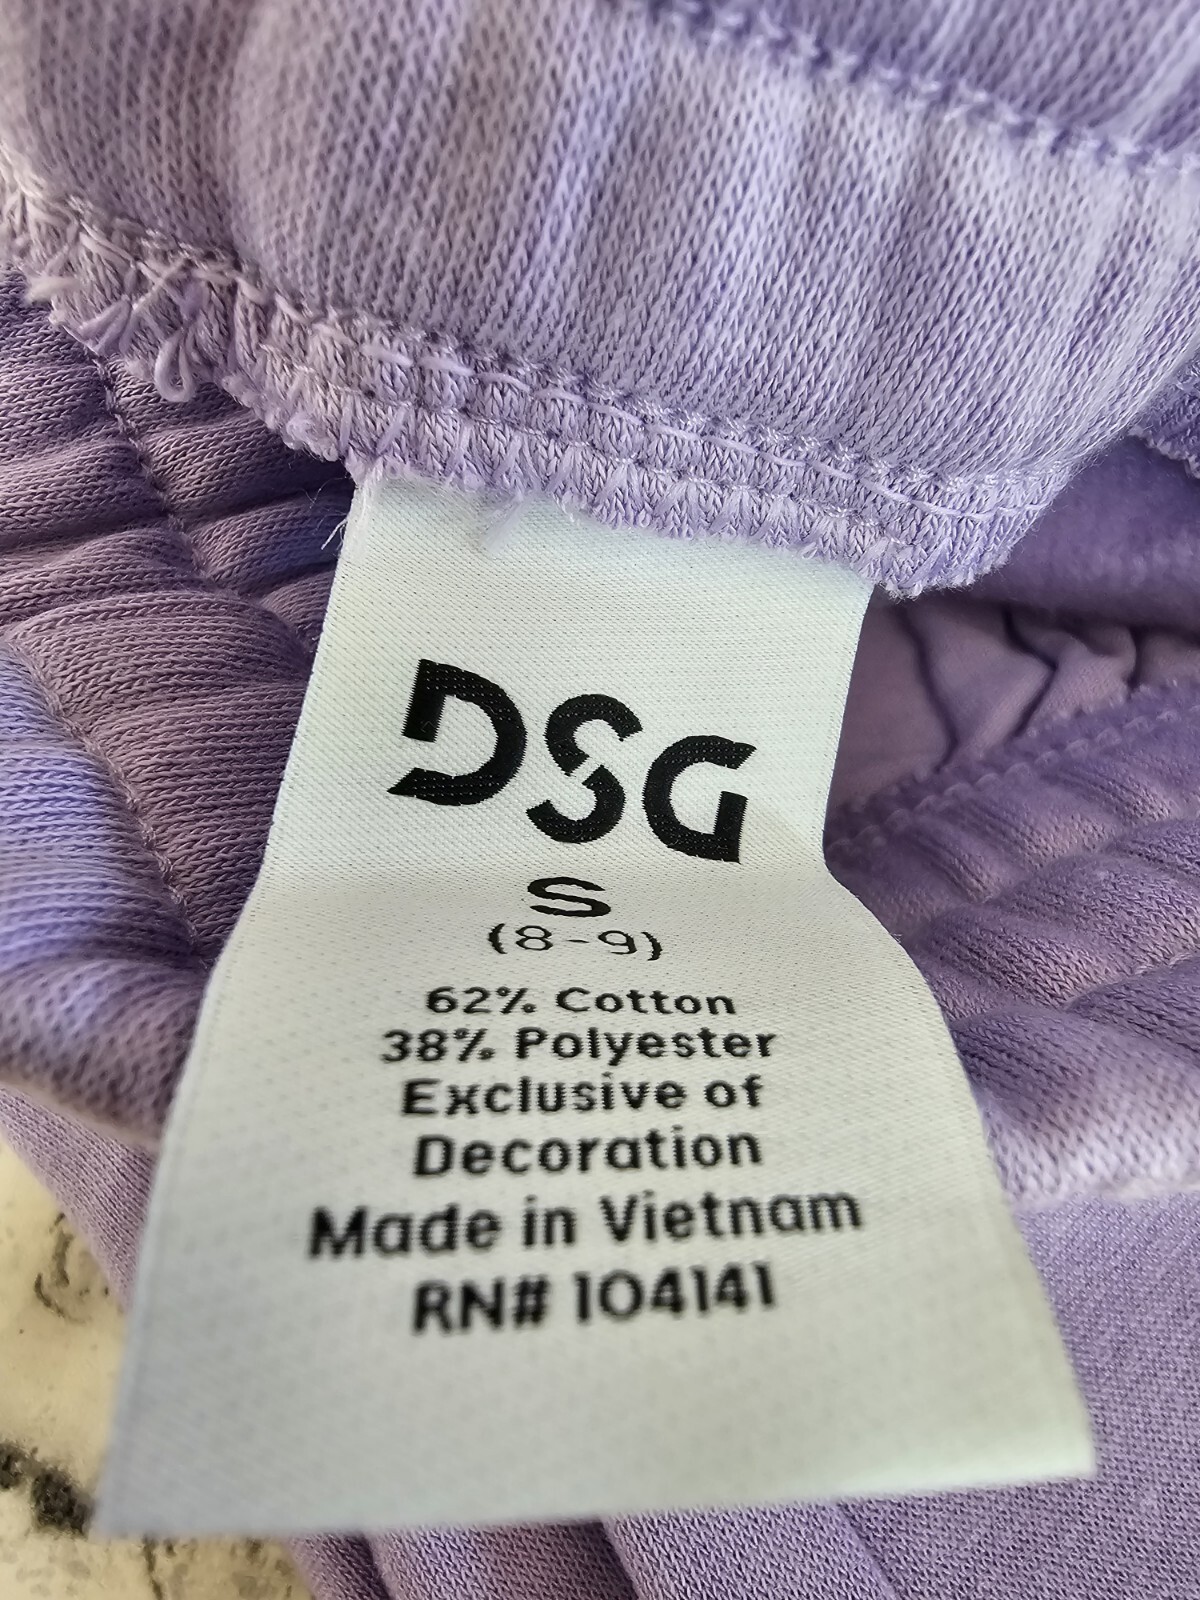 DSG
S
(8-9)
62% Cotton
38% Polyester
Exclusive of
Decoration
Made in Vietnam
RN# 104141